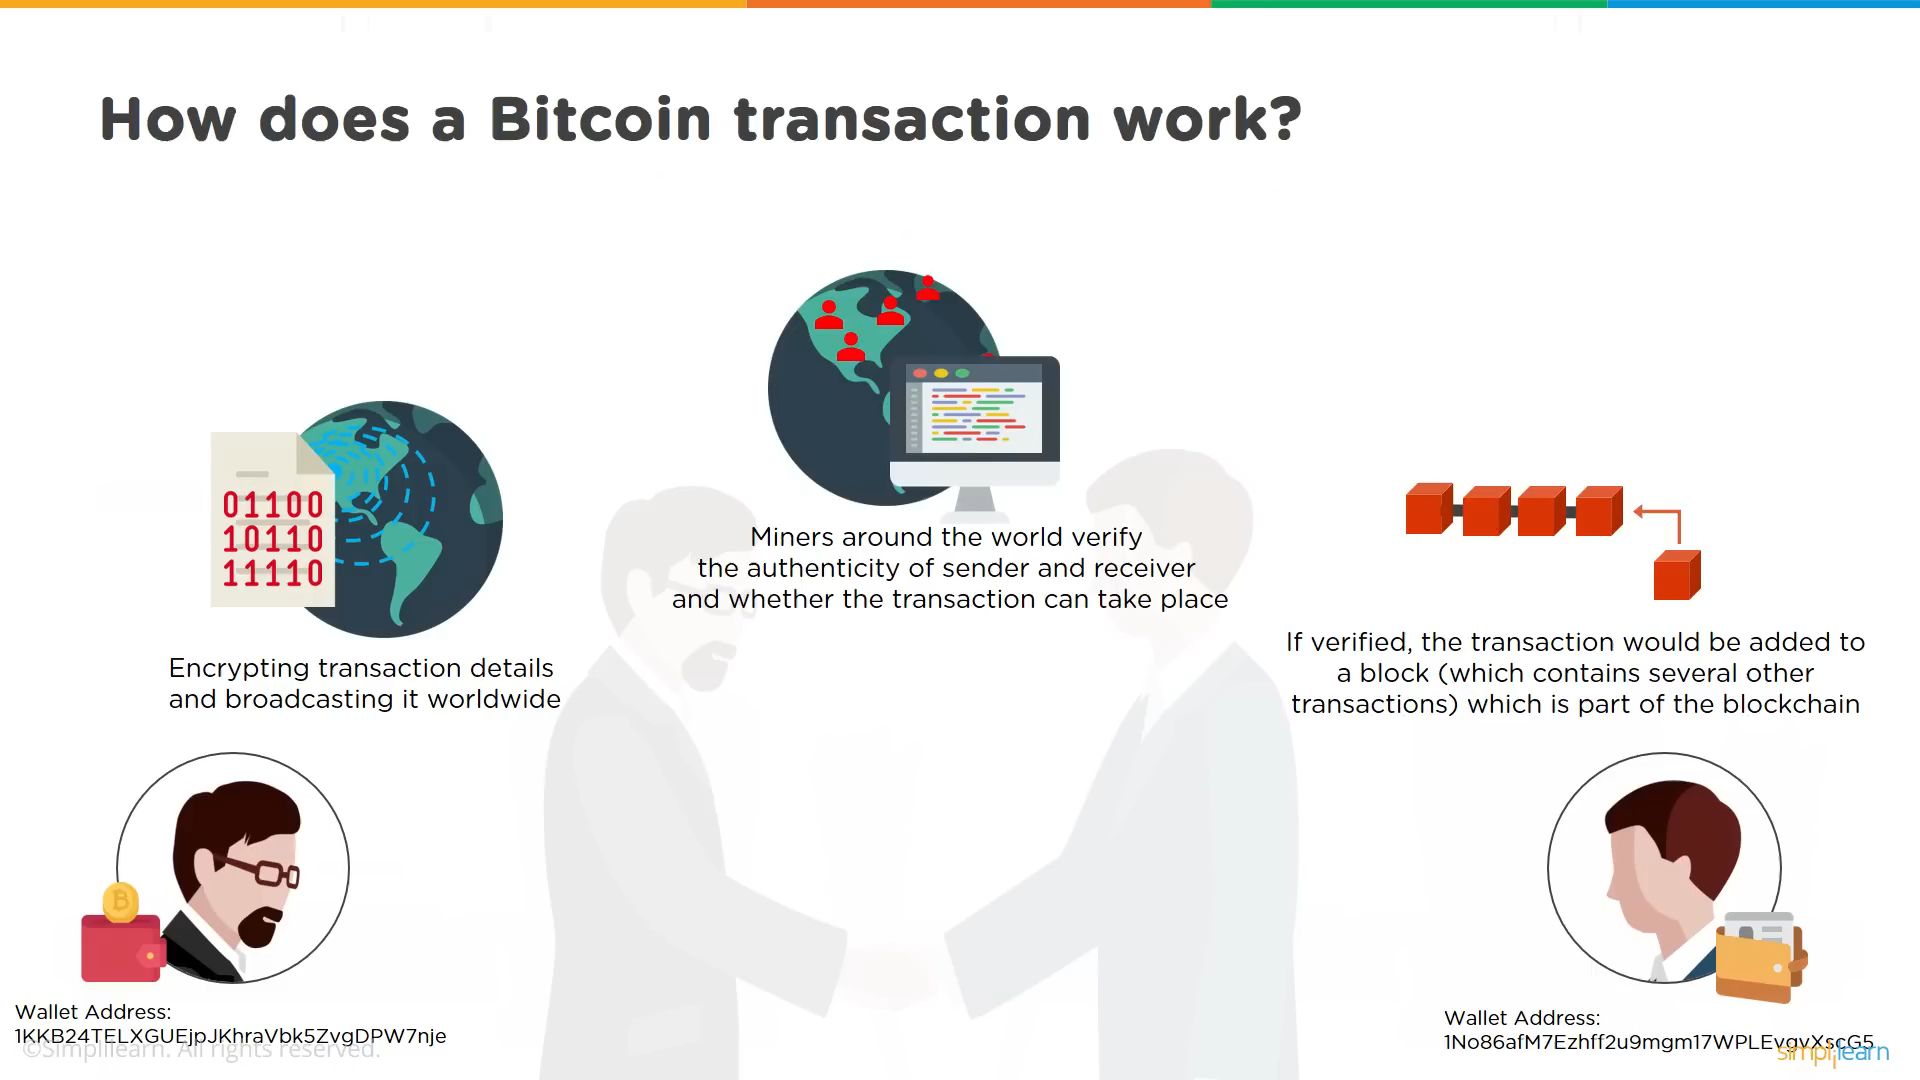 How does a Bitcoin transaction work?
Miners around the world verify
the authenticity of sender and receiver
and whether the transaction can take place
01100
10110
11110
Encrypting transaction details
and broadcasting it worldwide
If verified, the transaction would be added to
a block (which contains several other
transactions) which is part of the blockchain
Wallet Address:
1KKB24TELXGUEjpJKhraVbk5ZvgDPW7nje
©Simplilearn. All rights reserved.
Wallet Address:
1No86afM7Ezhff2u9mgm17WPLEvgvXscG5
simplilearn